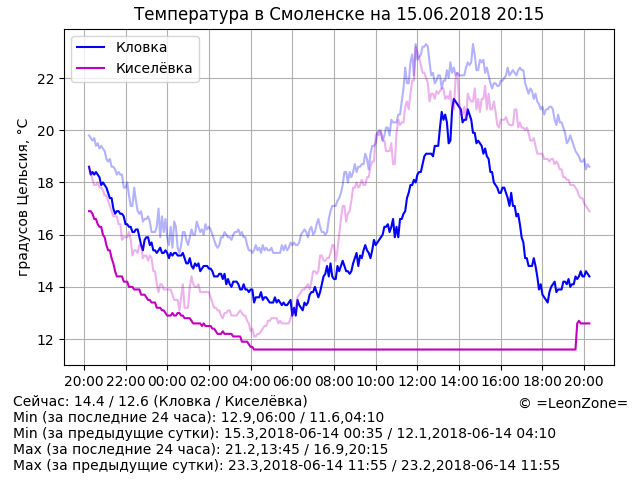 Температура в Смоленске на 15.06.2018 20:15
Кловка
Киселёвка
градусов Цельсия, °C
22
20
18
16
14
12
20:00 22:00 00:00 02:00 04:00 06:00 08:00 10:00 12:00 14:00 16:00 18:00 20:00
Сейчас: 14.4 / 12.6 (Кловка / Киселёвка)
© =LeonZone=
Min (за последние 24 часа): 12.9,06:00 / 11.6,04:10
Min (за предыдущие сутки): 15.3,2018-06-14 00:35 / 12.1,2018-06-14 04:10
Max (за последние 24 часа): 21.2,13:45 / 16.9,20:15
Max (за предыдущие сутки): 23.3,2018-06-14 11:55 / 23.2,2018-06-14 11:55